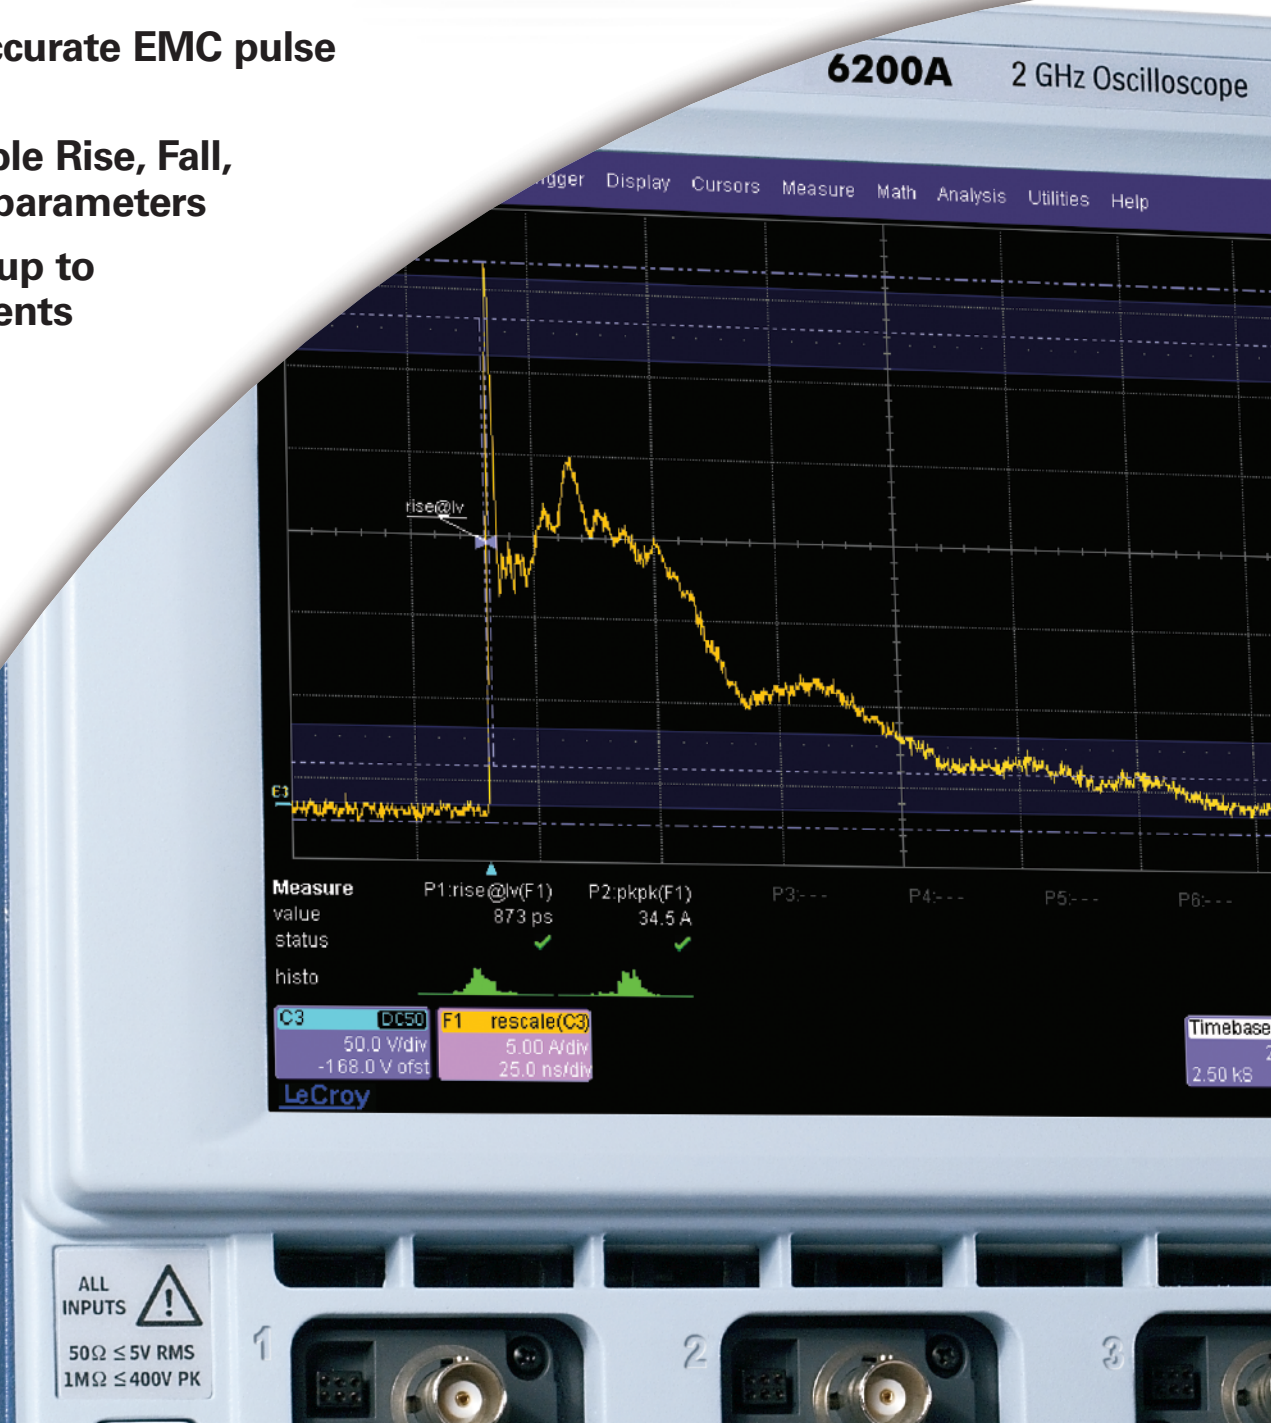 ccurate EMC pulse
ble Rise, Fall,
parameters
up to
ents
6200A 2 GHz Oscilloscope
igger Display Cursors Measure Math Analysis Utilities Help
rise@lv
C3
Measure P1:rise@lv(F1) P2:pkpk(F1) P3:--- P4:--- P5:--- P6:---
value 873 ps 34.5 A
status
histo
C3 DC50 F1 rescale(C3) Timebase
50.0 V/div 5.00 A/div 2
-168.0 V ofst 25.0 ns/div 2.50 kS
LeCroy
ALL
INPUTS
50Ω ≤5V RMS
1MΩ ≤400V PK
1 2 3